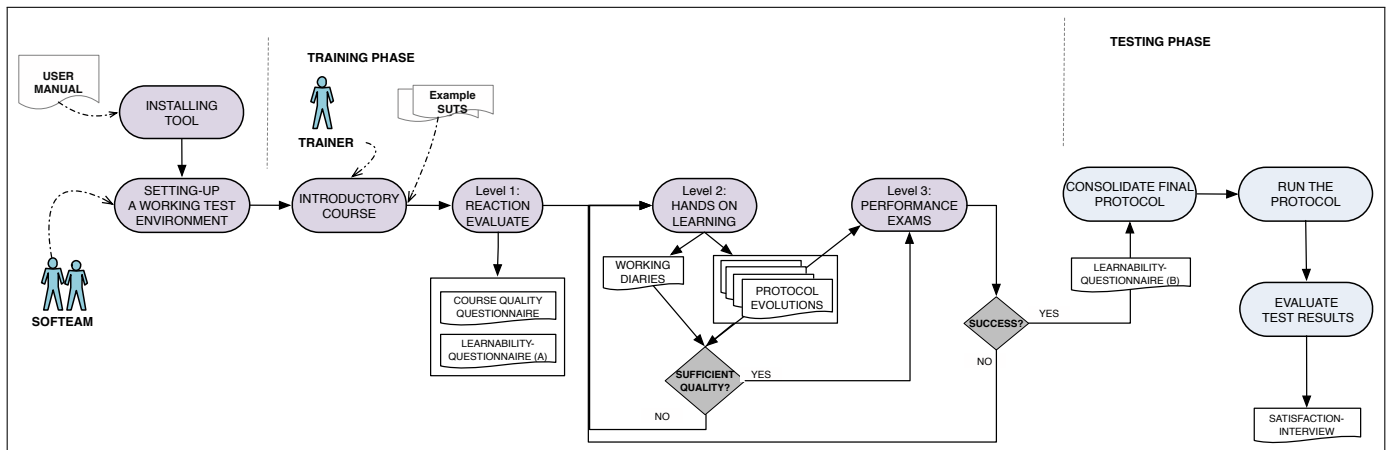 USER
MANUAL
INSTALLING
TOOL
SETTING-UP
A WORKING TEST
ENVIRONMENT
SOFTEAM
TRAINING PHASE
TRAINER
Example
SUTS
INTRODUCTORY
COURSE
Level 1:
REACTION
EVALUATE
COURSE QUALITY
QUESTIONNAIRE
LEARNABILITY-
QUESTIONNAIRE (A)
Level 2:
HANDS ON
LEARNING
WORKING
DIARIES
PROTOCOL
EVOLUTIONS
SUFFICIENT
QUALITY?
YES
NO
Level 3:
PERFORMANCE
EXAMS
SUCCESS?
YES
NO
TESTING PHASE
CONSOLIDATE FINAL
PROTOCOL
LEARNABILITY-
QUESTIONNAIRE (B)
RUN THE
PROTOCOL
EVALUATE
TEST RESULTS
SATISFACTION-
INTERVIEW